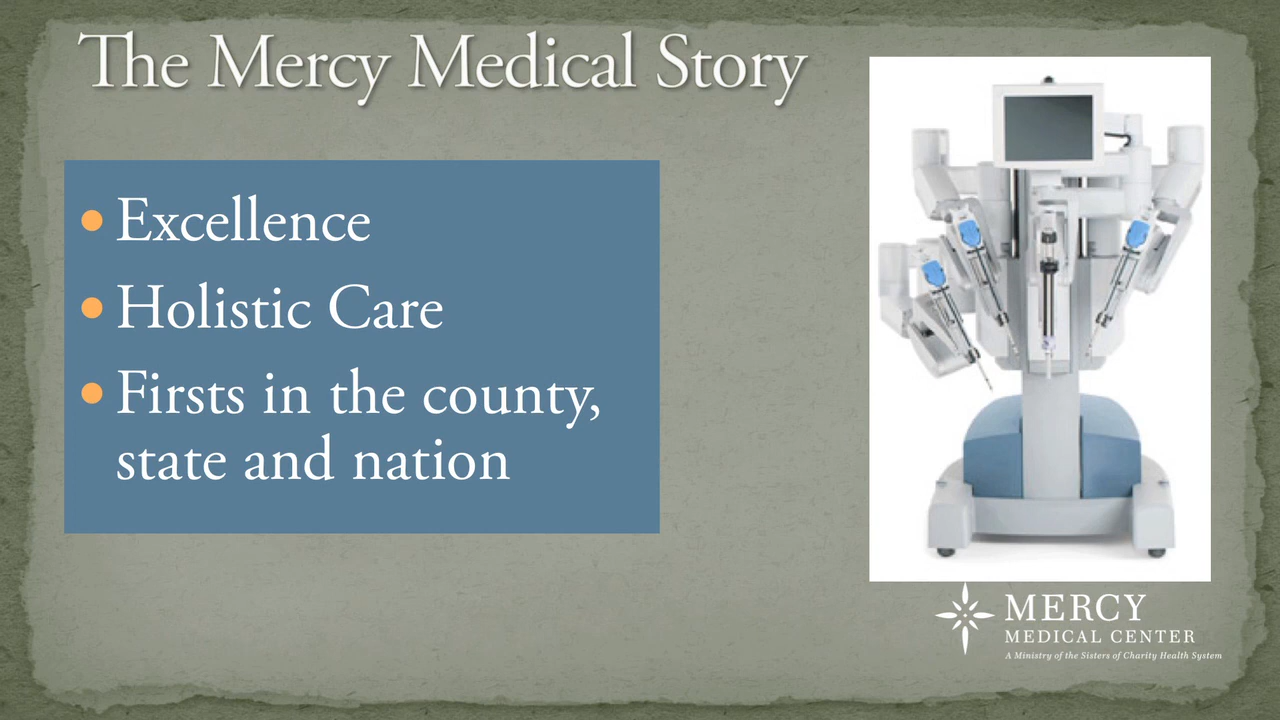 The Mercy Medical Story
Excellence
Holistic Care
Firsts in the county,
state and nation
MERCY
MEDICAL CENTER
A Ministry of the Sisters of Charity Health System